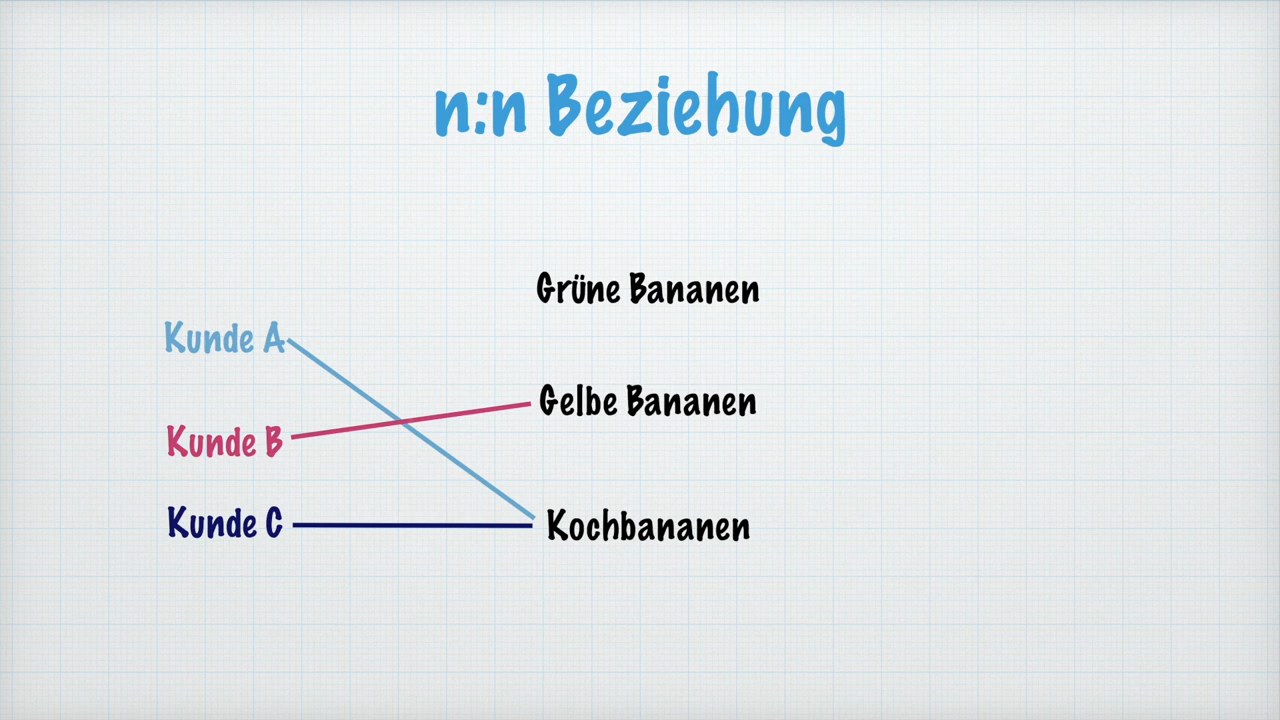 n:n Beziehung
Grüne Bananen
Kunde A
Gelbe Bananen
Kunde B
Kunde C
Kochbananen